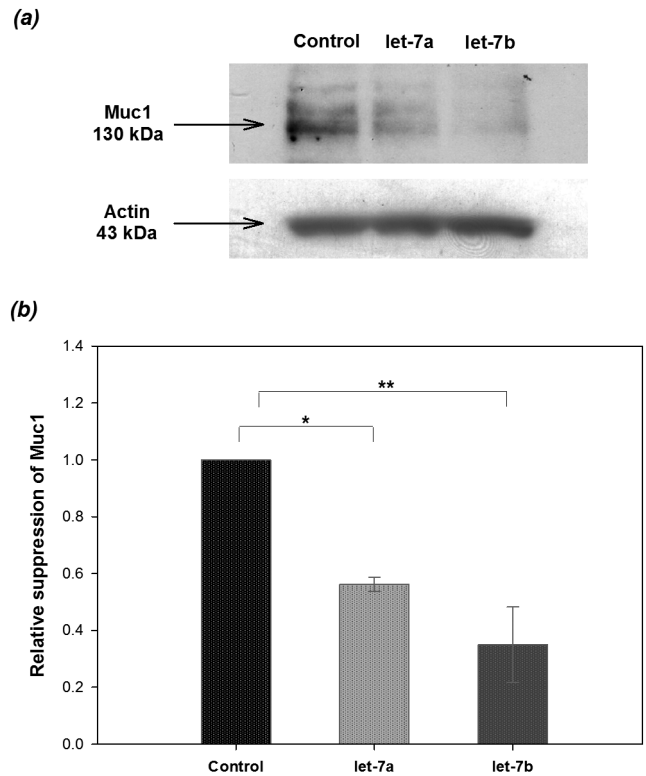 (a)
Control let-7a let-7b
Muc1
130 kDa
Actin
43 kDa
(b)
1.4
1.2
1.0
0.8
0.6
0.4
0.2
0.0
Relative suppression of Muc1
**
*
Control let-7a let-7b